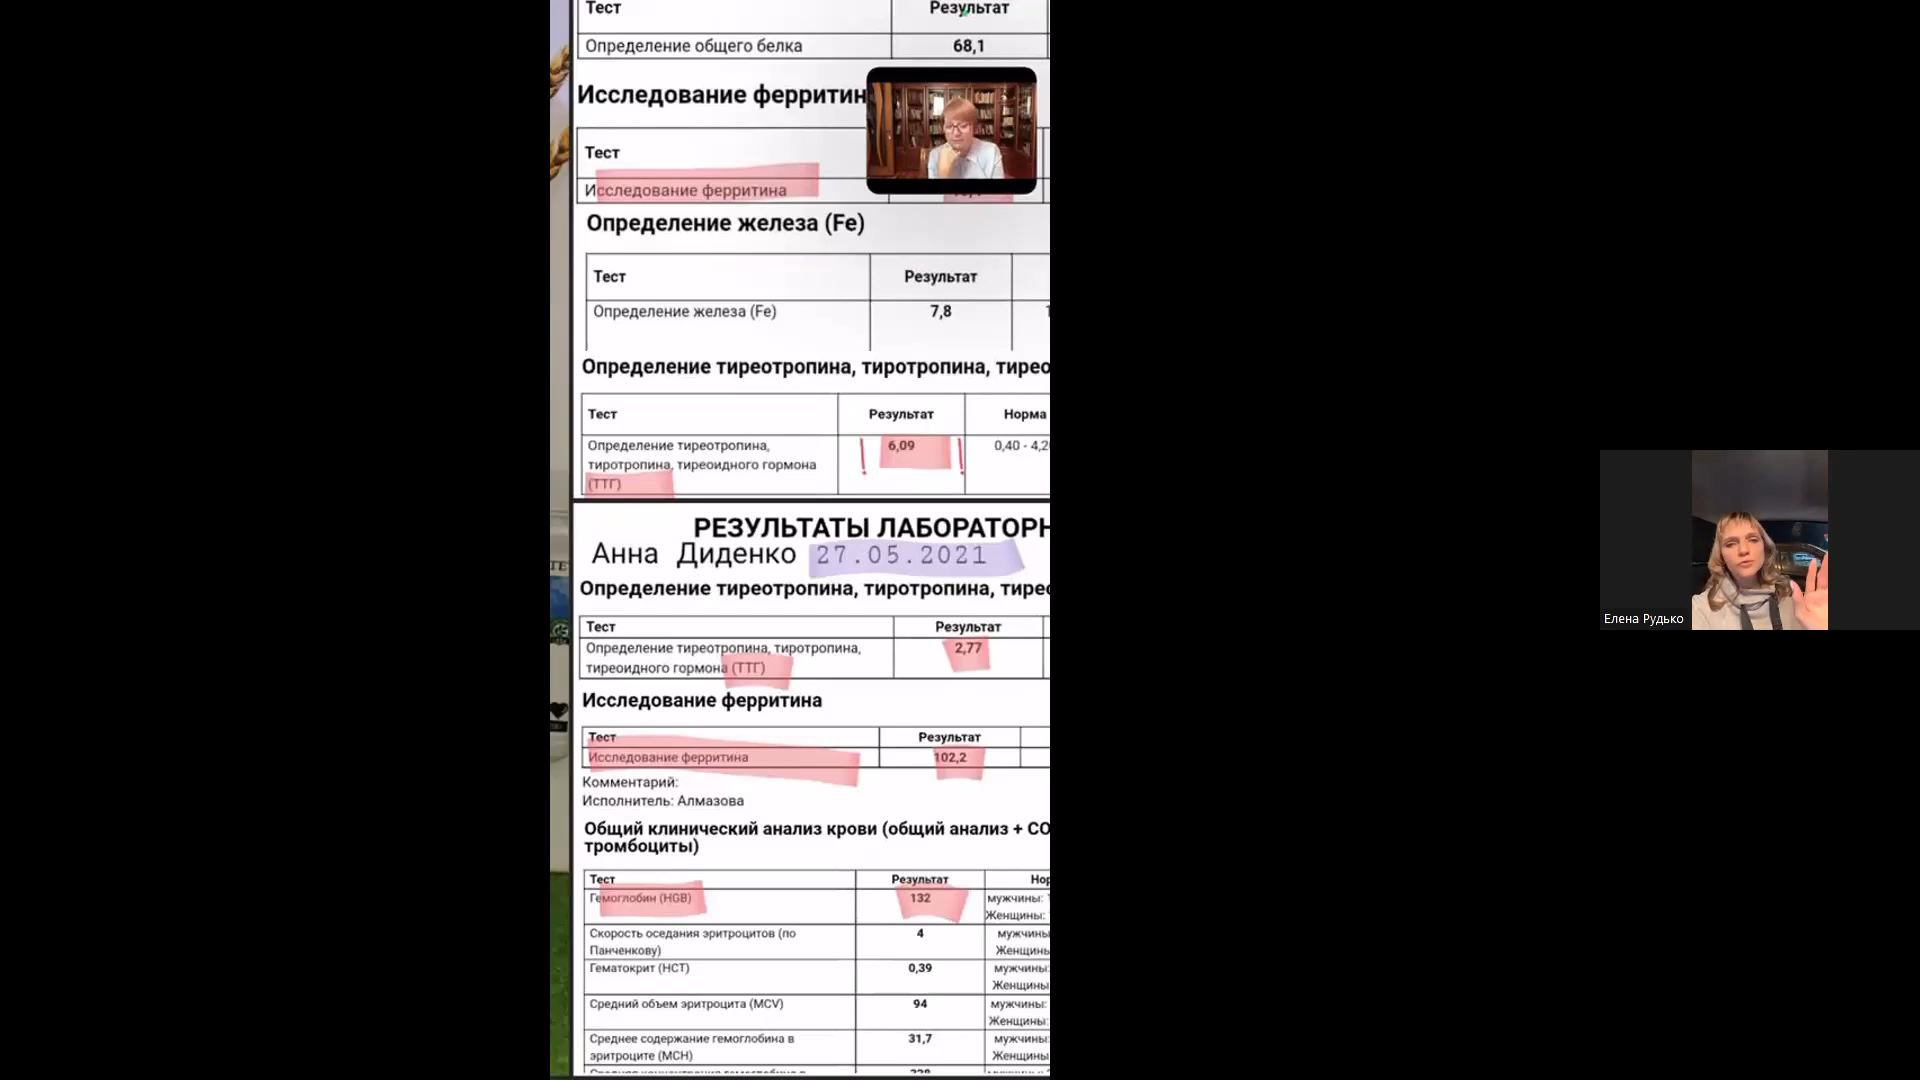 Тест Результат
Определение общего белка 68,1
Исследование ферритин
Тест
Исследование ферритина
Определение железа (Fe)
Тест Результат
Определение железа (Fe) 7,8
Определение тиреотропина, тиротропина, тирео
Тест Результат Норма
Определение тиреотропина, 6,09 0,40 - 4,2
тиротропина, тиреоидного гормона
(ТТГ)
РЕЗУЛЬТАТЫ ЛАБОРАТОРН
Анна Диденко 27.05.2021
Определение тиреотропина, тиротропина, тирео
Тест Результат
Определение тиреотропина, тиротропина, 2,77
тиреоидного гормона (ТТГ)
Исследование ферритина
Тест Результат
Исследование ферритина 102,2
Комментарий:
Исполнитель: Алмазова
Общий клинический анализ крови (общий анализ + СО
тромбоциты)
Тест Результат Нор
Гемоглобин (HGB) 132 мужчины:
Женщины:
Скорость оседания эритроцитов (по 4 мужчины
Панченкову) Женщины
Гематокрит (HCT) 0,39 мужчины:
Женщины
Средний объем эритроцита (MCV) 94 мужчины:
Женщины:
Среднее содержание гемоглобина в 31,7 мужчины:
эритроците (MCH) Женщины
Елена Рудько